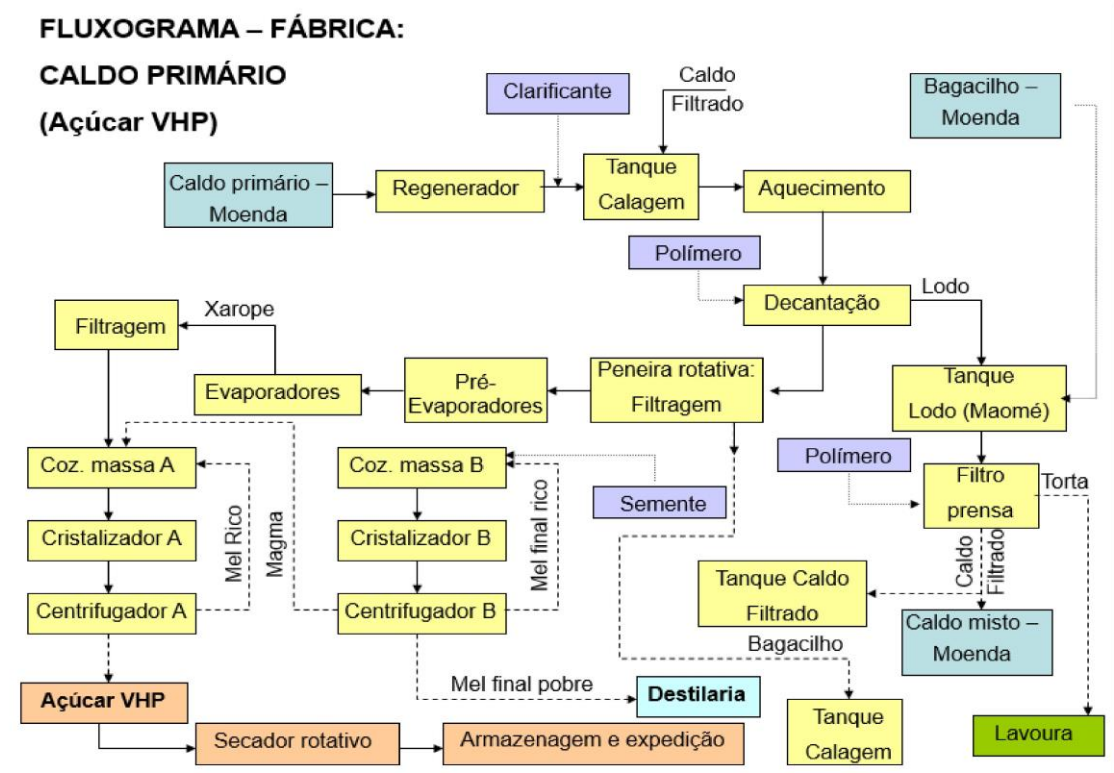 FLUXOGRAMA – FÁBRICA:
CALDO PRIMÁRIO
(Açúcar VHP)
Clarificante
Caldo
Filtrado
Bagacilho –
Moenda
Caldo primário –
Moenda
Regenerador
Tanque
Calagem
Aquecimento
Polímero
Decantação
Lodo
Xarope
Filtragem
Evaporadores
Pré-
Evaporadores
Peneira rotativa:
Filtragem
Tanque
Lodo (Maomé)
Coz. massa A
Coz. massa B
Polímero
Filtro
prensa
Torta
Semente
Mel Rico
Magma
Mel final rico
Cristalizador A
Cristalizador B
Caldo
Filtrado
Tanque Caldo
Filtrado
Centrifugador A
Centrifugador B
Caldo misto –
Moenda
Bagacilho
Açúcar VHP
Mel final pobre
Destilaria
Tanque
Calagem
Lavoura
Secador rotativo
Armazenagem e expedição